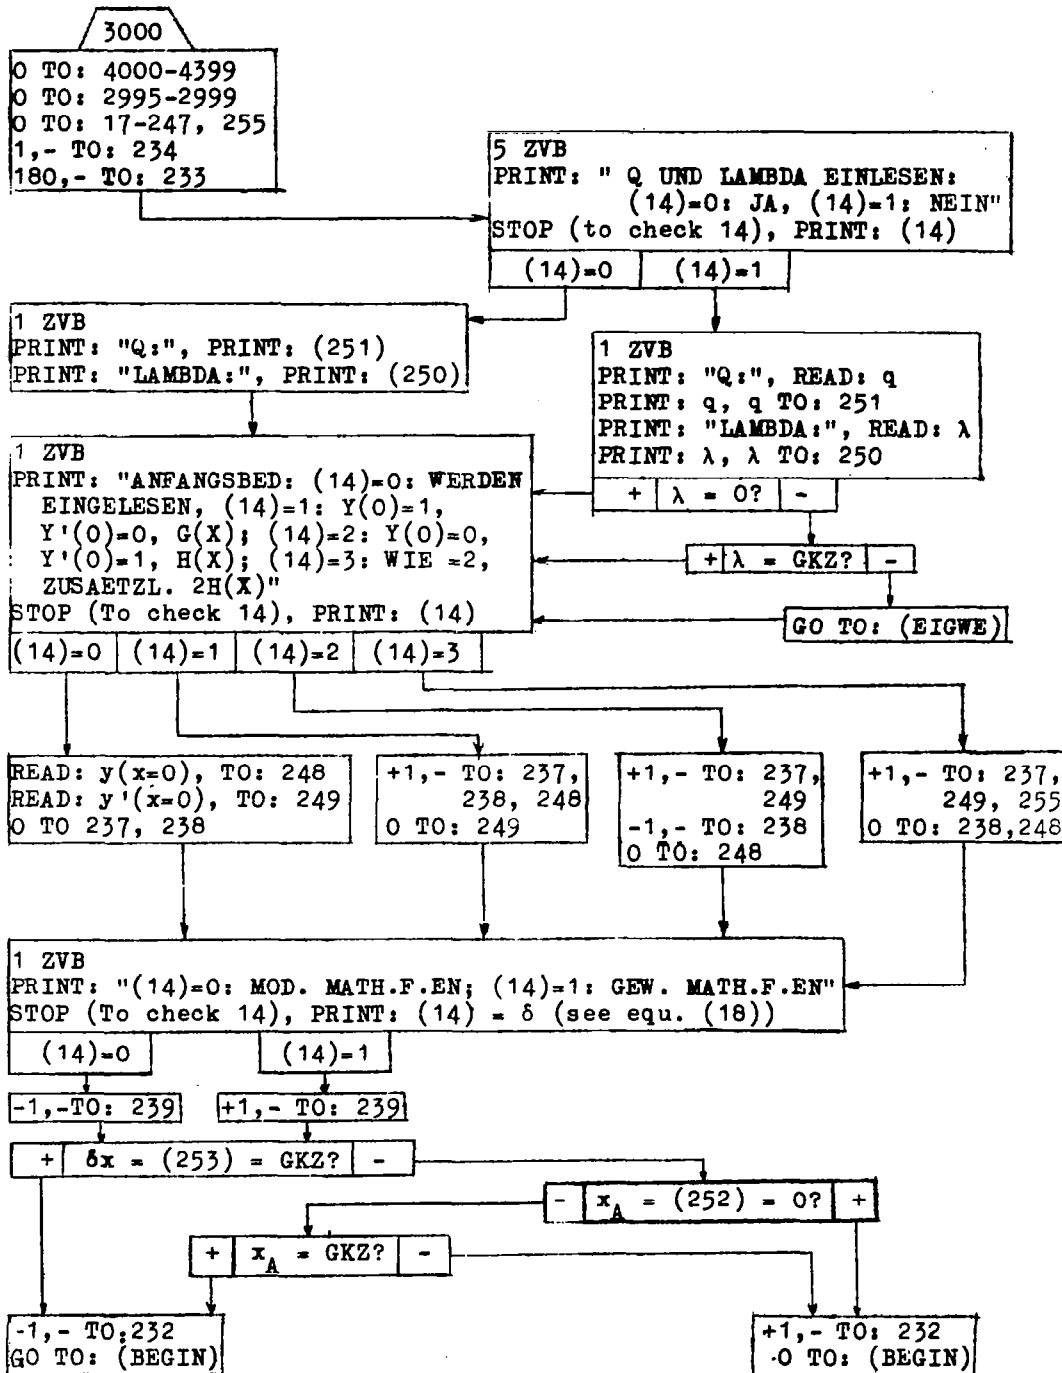 3000
0 TO: 4000-4399
0 TO: 2995-2999
0 TO: 17-247, 255
1,- TO: 234
180,- TO: 233
5 ZVB
PRINT: " Q UND LAMBDA EINLESEN:
(14)=0: JA, (14)=1: NEIN"
STOP (to check 14), PRINT: (14)
(14)=0 (14)=1
1 ZVB
PRINT: "Q:", PRINT: (251)
PRINT: "LAMBDA:", PRINT: (250)
1 ZVB
PRINT: "Q:", READ: q
PRINT: q, q TO: 251
PRINT: "LAMBDA:", READ: λ
PRINT: λ, λ TO: 250
+ λ = 0? -
+ λ = GKZ? -
GO TO: (EIGWE)
1 ZVB
PRINT: "ANFANGSBED: (14)=0: WERDEN
EINGELESEN, (14)=1: Y(0)=1,
Y'(0)=0, G(X); (14)=2: Y(0)=0,
Y'(0)=1, H(X); (14)=3: WIE =2,
ZUSAETZL. 2H(X)"
STOP (To check 14), PRINT: (14)
(14)=0 (14)=1 (14)=2 (14)=3
READ: y(x=0), TO: 248
READ: y'(x=0), TO: 249
0 TO 237, 238
+1,- TO: 237,
238, 248
0 TO: 249
+1,- TO: 237,
249
-1,- TO: 238
0 TO: 248
+1,- TO: 237,
249, 255
0 TO: 238,248
1 ZVB
PRINT: "(14)=0: MOD. MATH.F.EN; (14)=1: GEW. MATH.F.EN"
STOP (To check 14), PRINT: (14) = δ (see equ. (18))
(14)=0 (14)=1
-1,-TO: 239 +1,- TO: 239
+ δx = (253) = GKZ? -
- x_A = (252) = 0? +
+ x_A = GKZ? -
-1,- TO:232
GO TO: (BEGIN)
+1,- TO: 232
·O TO: (BEGIN)